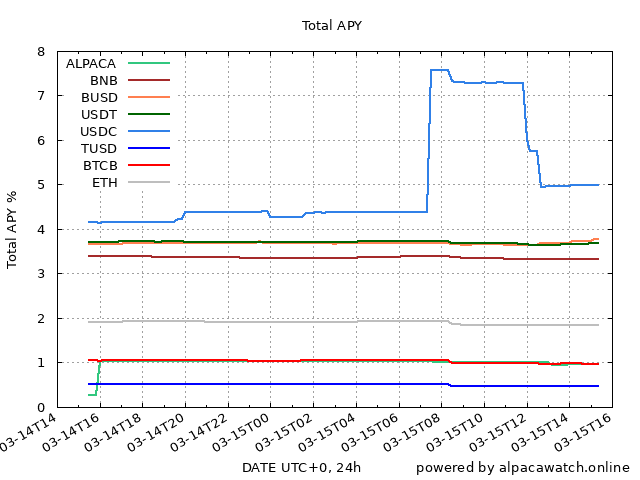 Total APY
Total APY %
8
7
6
5
4
3
2
1
0
ALPACA
BNB
BUSD
USDT
USDC
TUSD
BTCB
ETH
03-14T14
03-14T16
03-14T18
03-14T20
03-14T22
03-15T00
03-15T02
03-15T04
03-15T06
03-15T08
03-15T10
03-15T12
03-15T14
03-15T16
DATE UTC+0, 24h
powered by alpacawatch.online